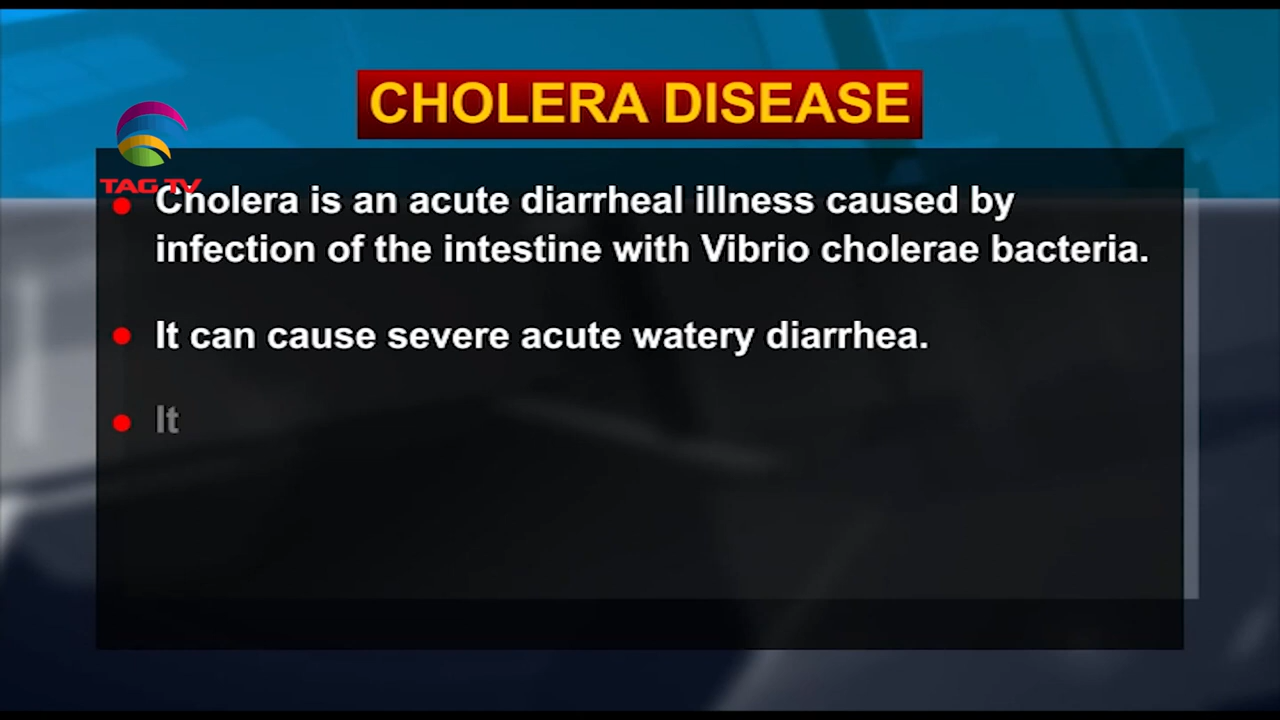 CHOLERA DISEASE
TAG TV
Cholera is an acute diarrheal illness caused by
infection of the intestine with Vibrio cholerae bacteria.
It can cause severe acute watery diarrhea.
It